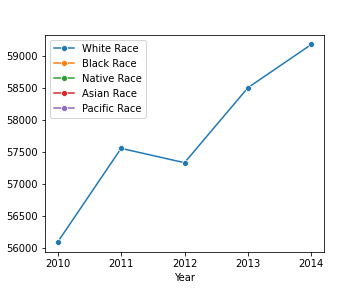 White Race
Black Race
Native Race
Asian Race
Pacific Race
59000
58500
58000
57500
57000
56500
56000
2010 2011 2012 2013 2014
Year